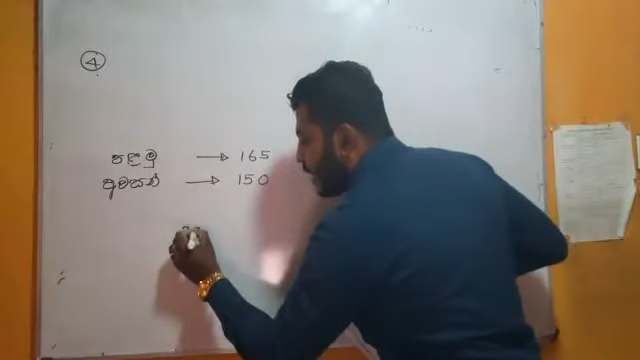 ④
පළමු → 165
අවසන් → 150